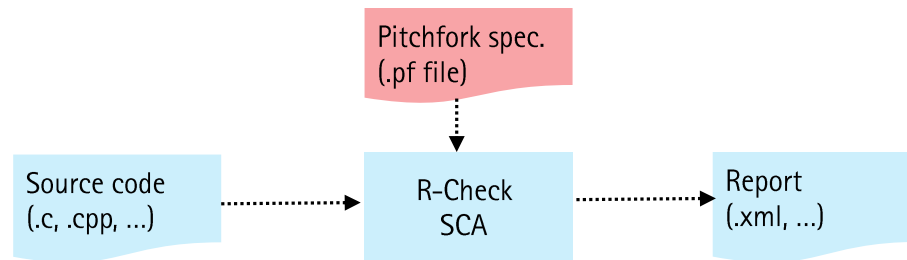 Pitchfork spec.
(.pf file)
Source code
(.c, .cpp, ...)
R-Check
SCA
Report
(.xml, ...)